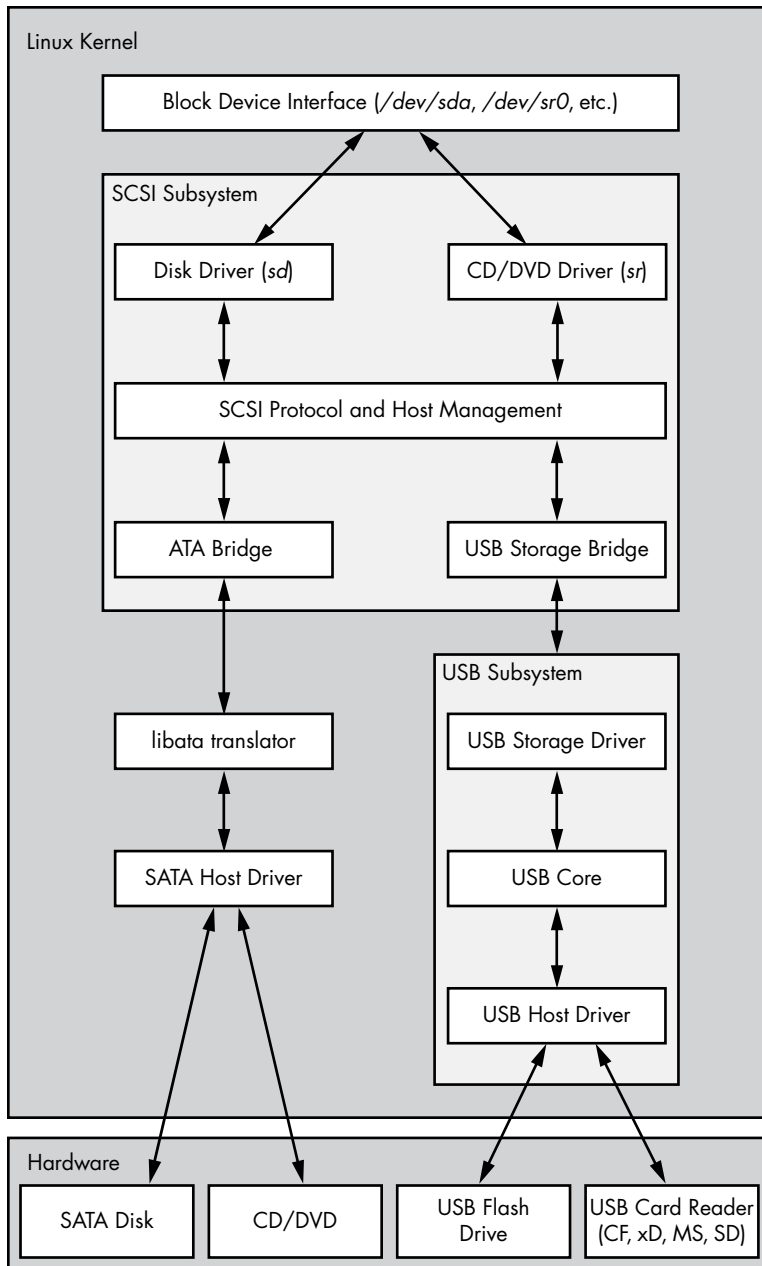 Linux Kernel
Block Device Interface (/dev/sda, /dev/sr0, etc.)
SCSI Subsystem
Disk Driver (sd)
CD/DVD Driver (sr)
SCSI Protocol and Host Management
ATA Bridge
USB Storage Bridge
USB Subsystem
libata translator
USB Storage Driver
SATA Host Driver
USB Core
USB Host Driver
Hardware
SATA Disk
CD/DVD
USB Flash
Drive
USB Card Reader
(CF, xD, MS, SD)